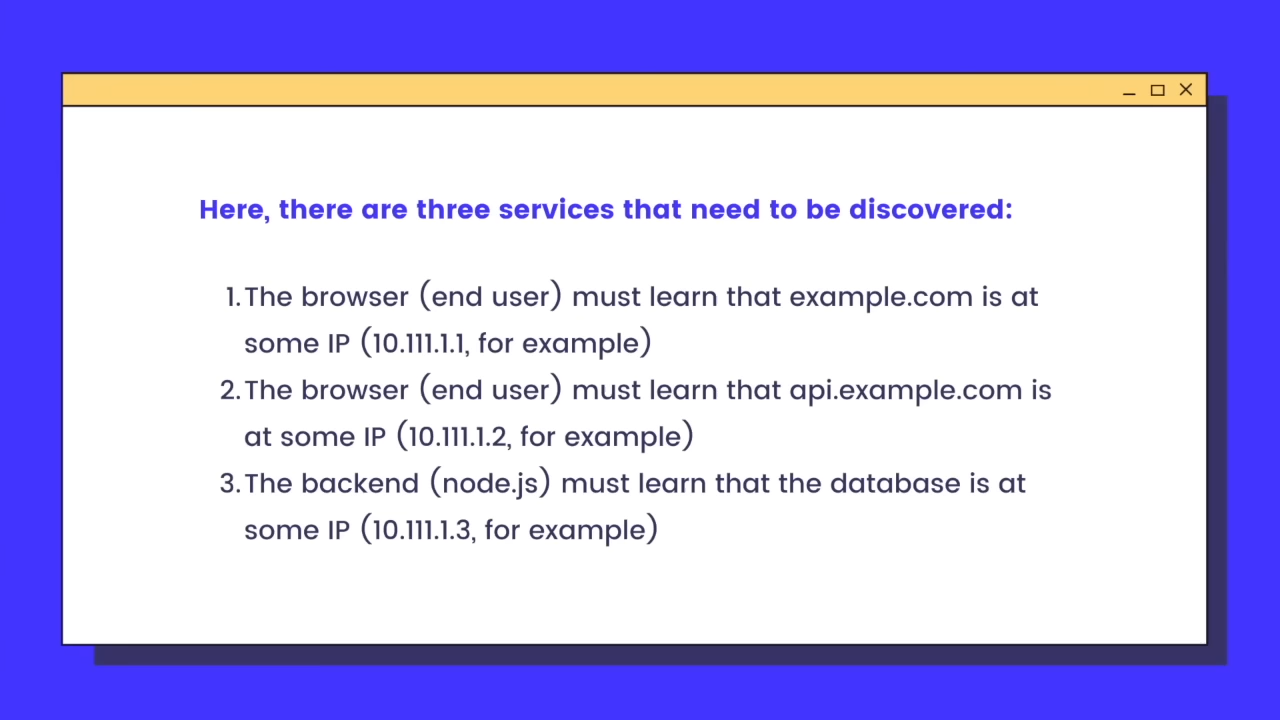 Here, there are three services that need to be discovered:
1. The browser (end user) must learn that example.com is at
some IP (10.111.1.1, for example)
2. The browser (end user) must learn that api.example.com is
at some IP (10.111.1.2, for example)
3. The backend (node.js) must learn that the database is at
some IP (10.111.1.3, for example)